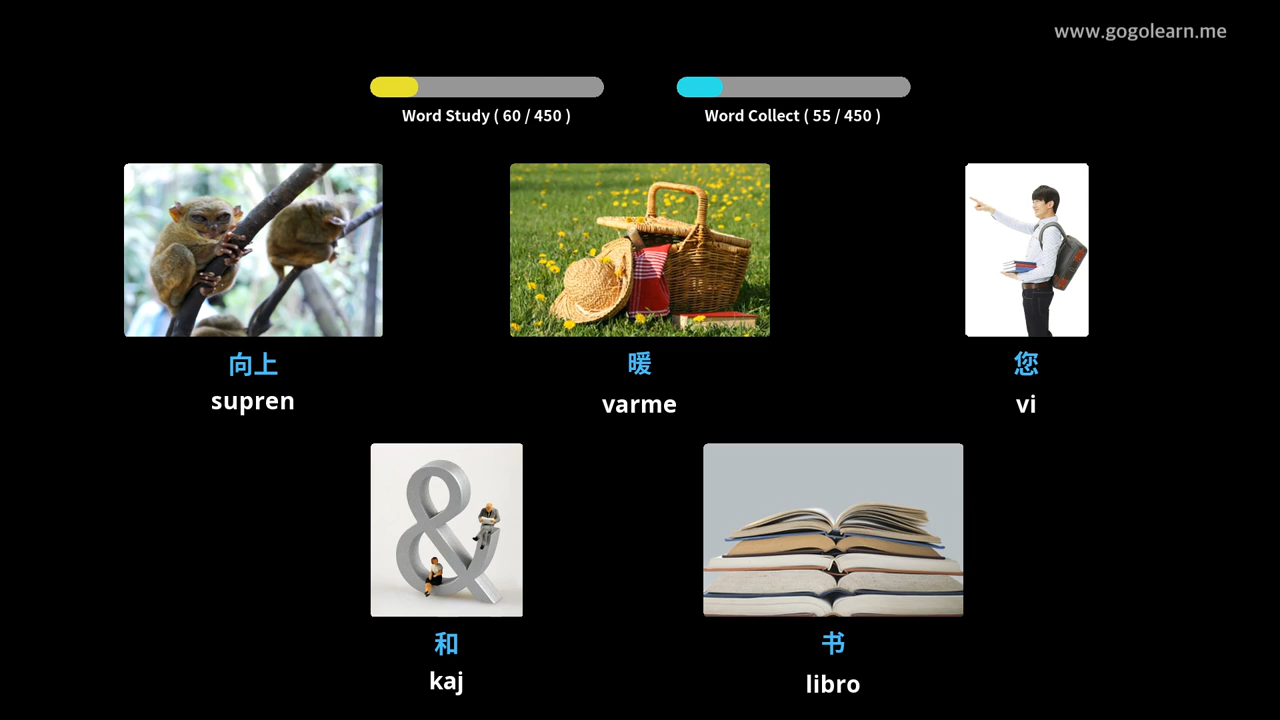 www.gogolearn.me
Word Study ( 60 / 450 )
Word Collect ( 55 / 450 )
向上
supren
暖
varme
您
vi
和
kaj
书
libro